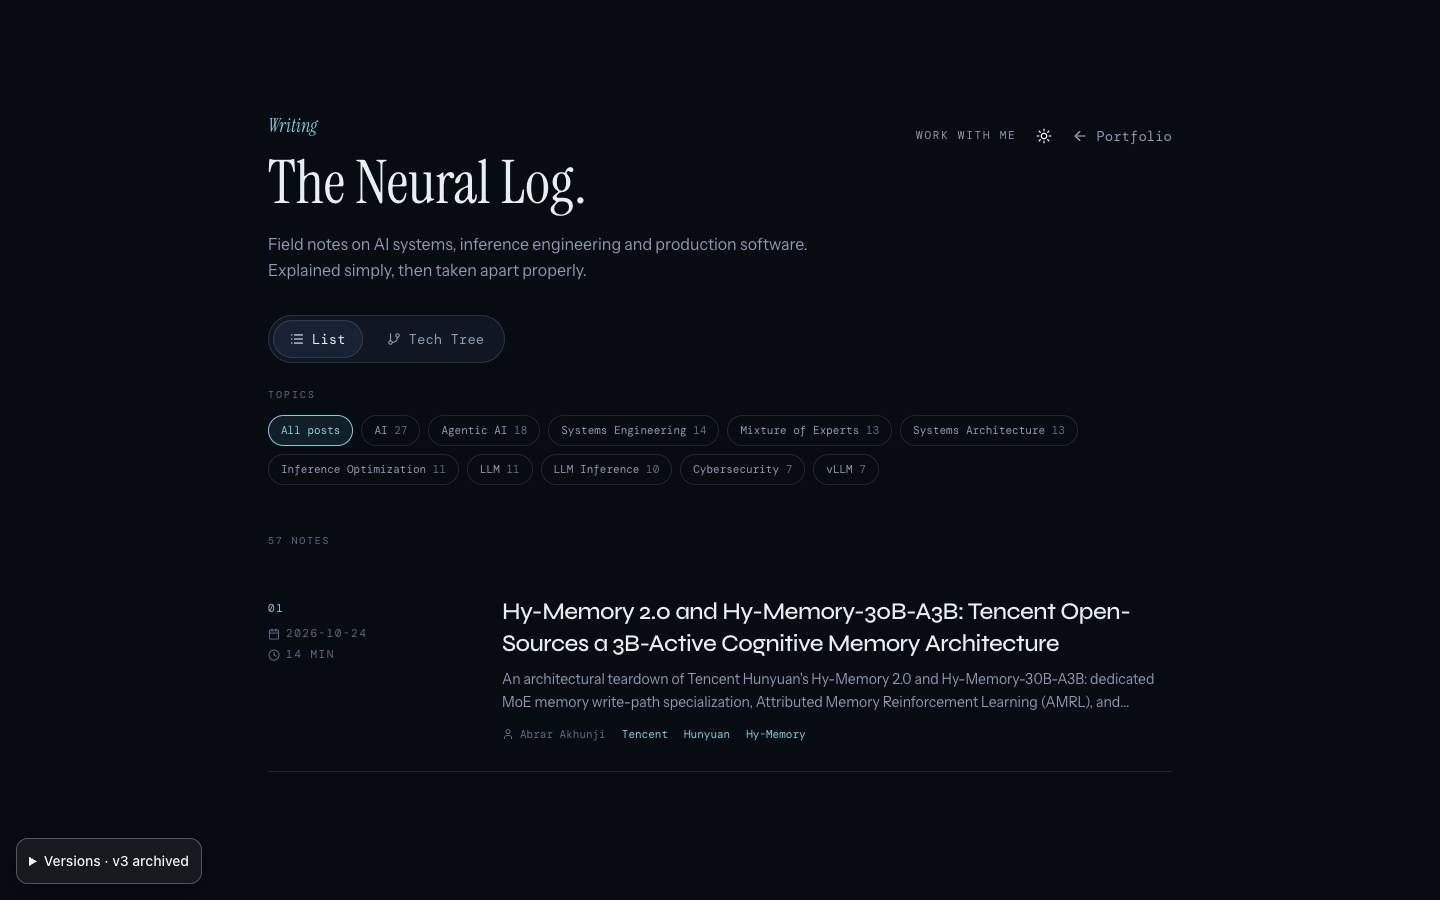 Writing
WORK WITH ME
← Portfolio
The Neural Log.
Field notes on AI systems, inference engineering and production software.
Explained simply, then taken apart properly.
List
Tech Tree
TOPICS
All posts AI 27 Agentic AI 18 Systems Engineering 14 Mixture of Experts 13 Systems Architecture 13
Inference Optimization 11 LLM 11 LLM Inference 10 Cybersecurity 7 vLLM 7
57 NOTES
01
2026-10-24
14 MIN
Hy-Memory 2.0 and Hy-Memory-30B-A3B: Tencent Open-
Sources a 3B-Active Cognitive Memory Architecture
An architectural teardown of Tencent Hunyuan's Hy-Memory 2.0 and Hy-Memory-30B-A3B: dedicated
MoE memory write-path specialization, Attributed Memory Reinforcement Learning (AMRL), and...
Abrar Akhunji Tencent Hunyuan Hy-Memory
▶ Versions · v3 archived